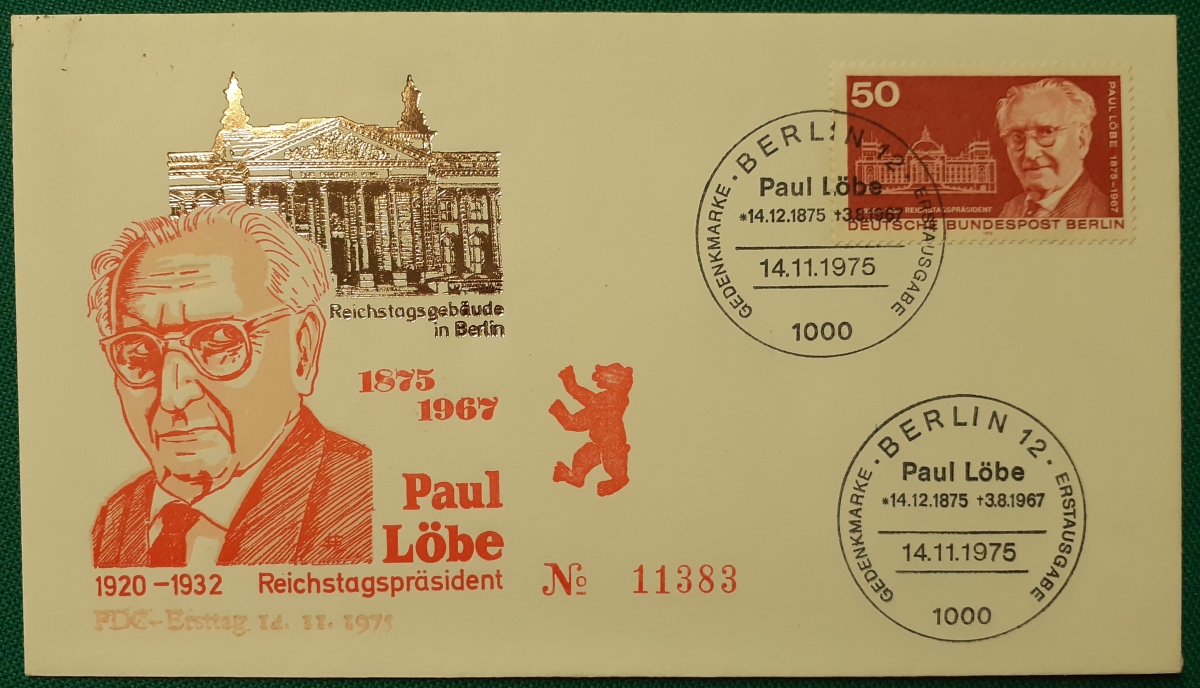 Reichstagsgebäude
in Berlin
1875
1967
Paul
Löbe
1920 – 1932 Reichstagspräsident
FDC-Ersttag 14. 11. 1975
№ 11383
50
PAUL LÖBE 1875-1967
REICHSTAGSPRÄSIDENT
DEUTSCHE BUNDESPOST BERLIN
BERLIN 12
Paul Löbe
*14.12.1875 †3.8.1967
14.11.1975
1000
GEDENKMARKE · ERSTAUSGABE
BERLIN 12
Paul Löbe
*14.12.1875 †3.8.1967
14.11.1975
1000
GEDENKMARKE · ERSTAUSGABE